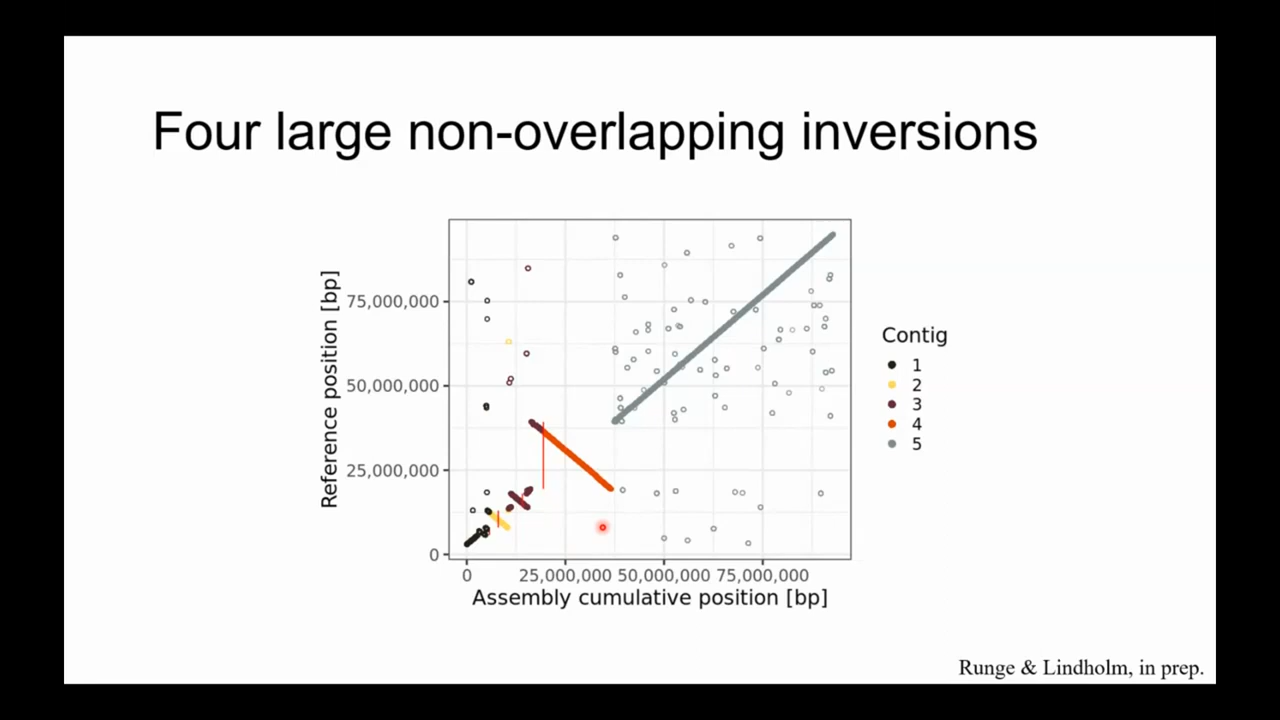 Four large non-overlapping inversions
Reference position [bp]
75,000,000
50,000,000
25,000,000
0
0 25,000,000 50,000,000 75,000,000
Assembly cumulative position [bp]
Contig
1
2
3
4
5
Runge & Lindholm, in prep.